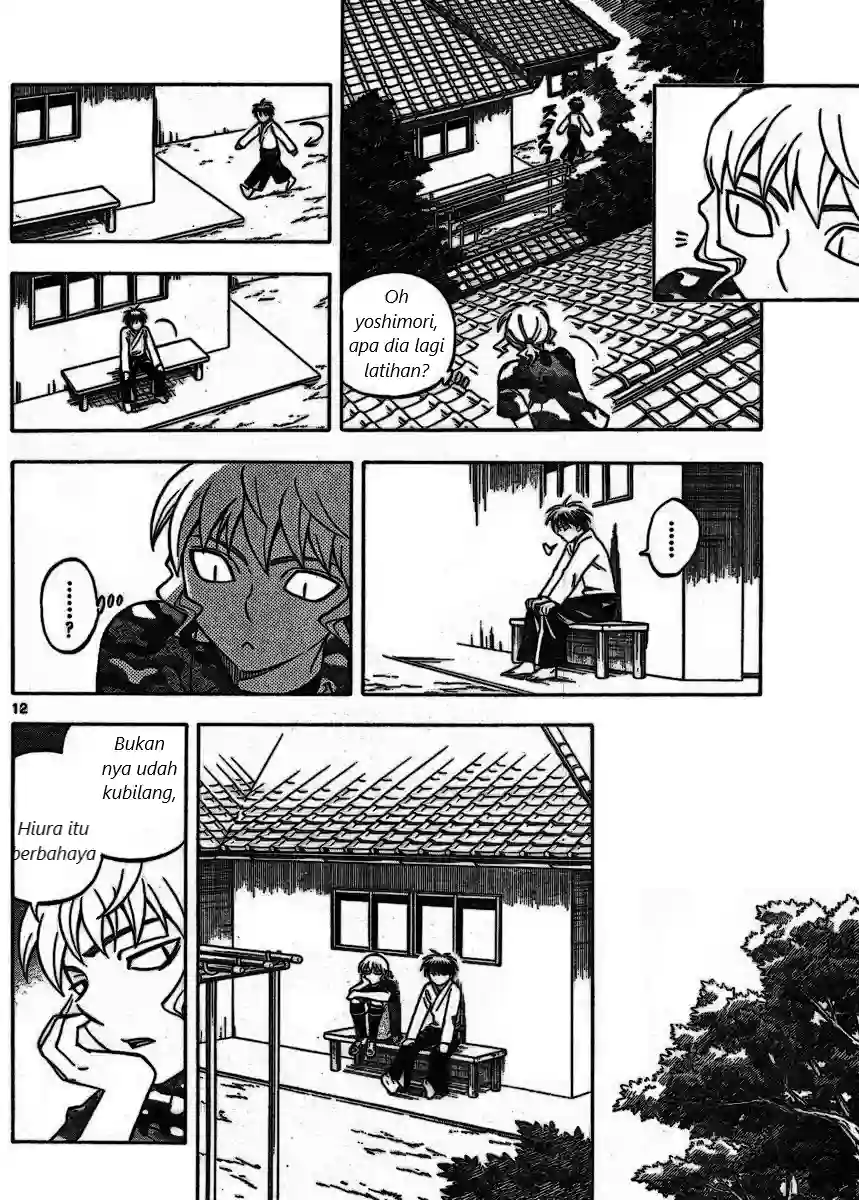 Oh
yoshimori,
apa dia lagi
latihan?
.......
.......?
12
Bukan
nya udah
kubilang,
Hiura itu
berbahaya